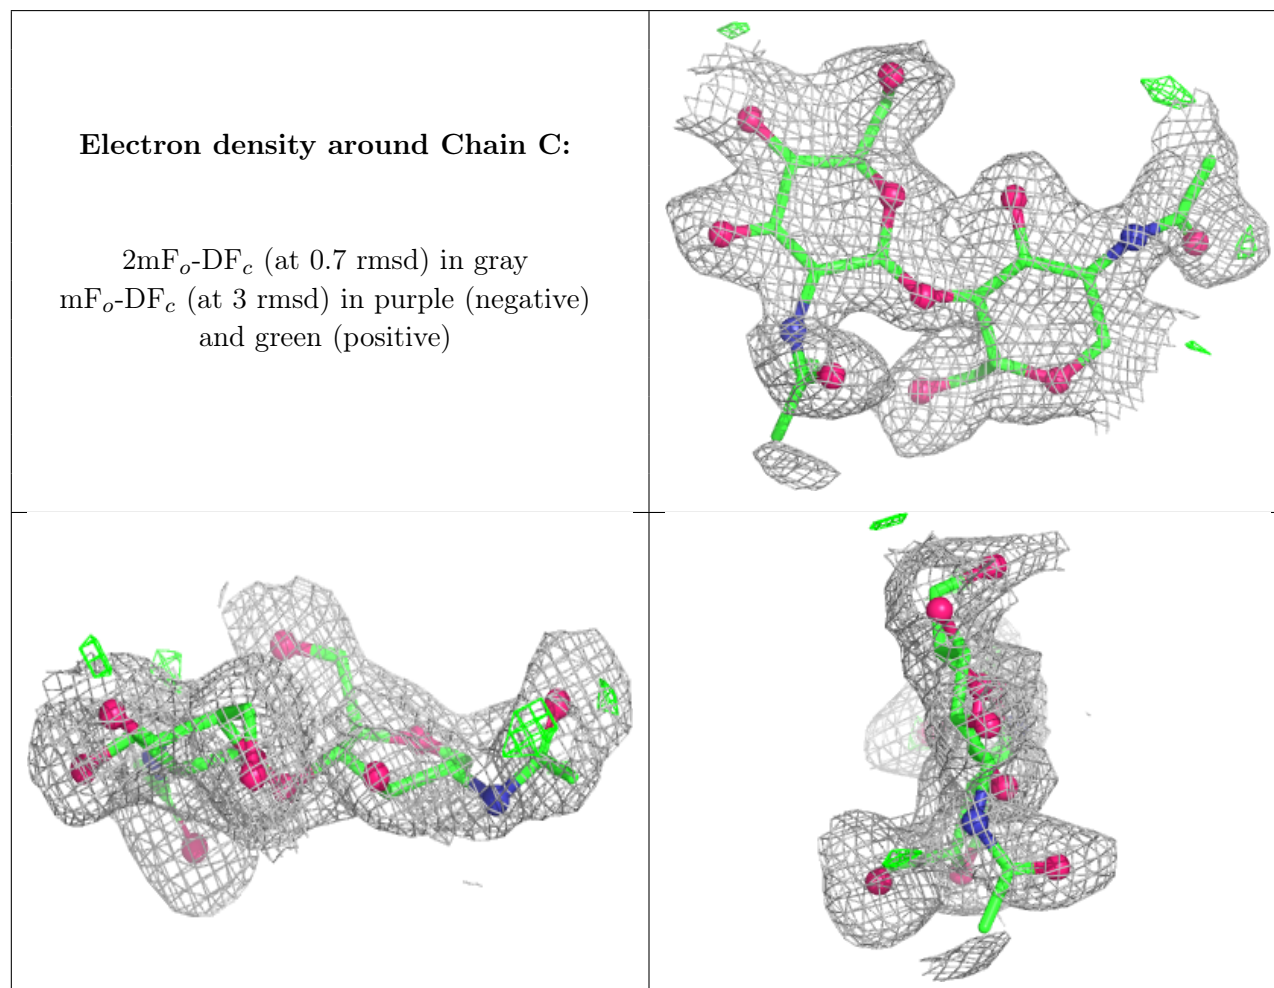 Electron density around Chain C:
2mFo-DFc (at 0.7 rmsd) in gray
mFo-DFc (at 3 rmsd) in purple (negative)
and green (positive)